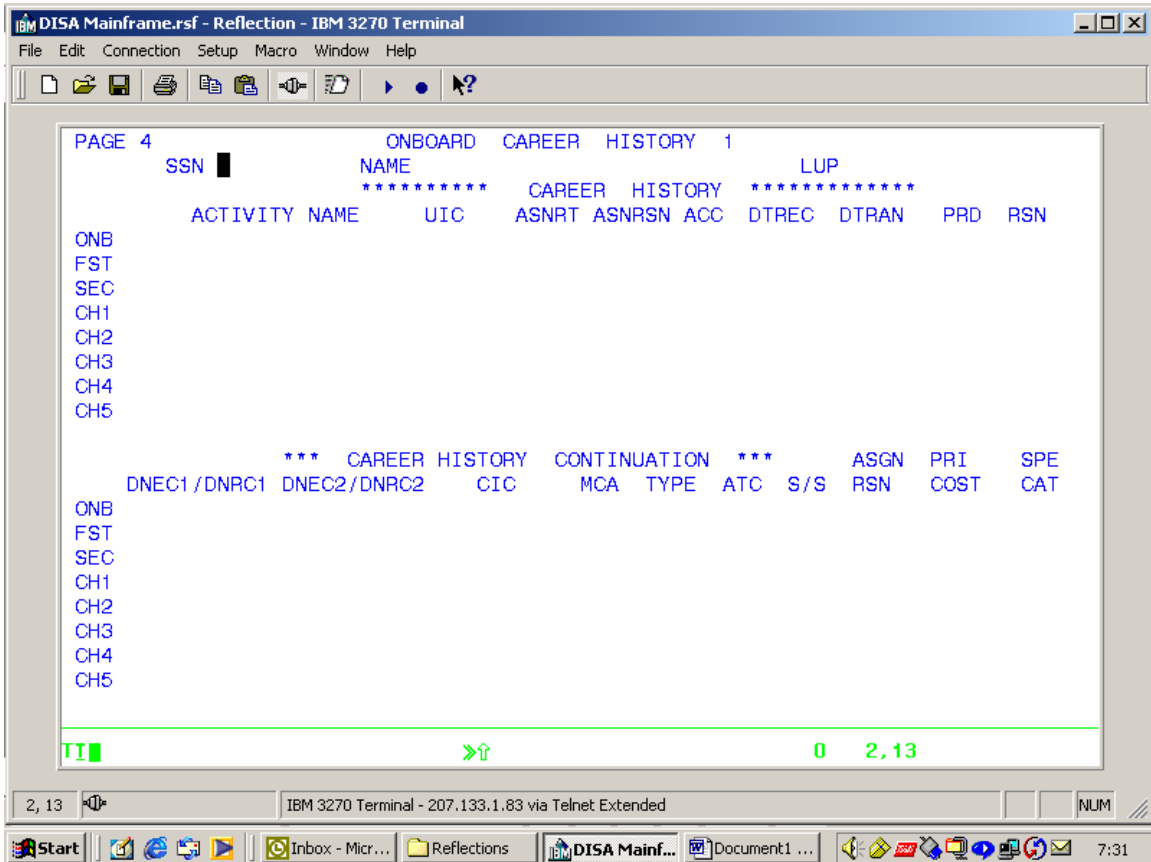 DISA Mainframe.rsf - Reflection - IBM 3270 Terminal
File Edit Connection Setup Macro Window Help
PAGE 4 ONBOARD CAREER HISTORY 1
SSN NAME LUP
********** CAREER HISTORY *************
ACTIVITY NAME UIC ASNRT ASNRSN ACC DTREC DTRAN PRD RSN
ONB
FST
SEC
CH1
CH2
CH3
CH4
CH5
*** CAREER HISTORY CONTINUATION *** ASGN PRI SPE
DNEC1/DNRC1 DNEC2/DNRC2 CIC MCA TYPE ATC S/S RSN COST CAT
ONB
FST
SEC
CH1
CH2
CH3
CH4
CH5
TI 0 2,13
2, 13 IBM 3270 Terminal - 207.133.1.83 via Telnet Extended NUM
Start Inbox - Micr... Reflections DISA Mainf... Document1 ... 7:31